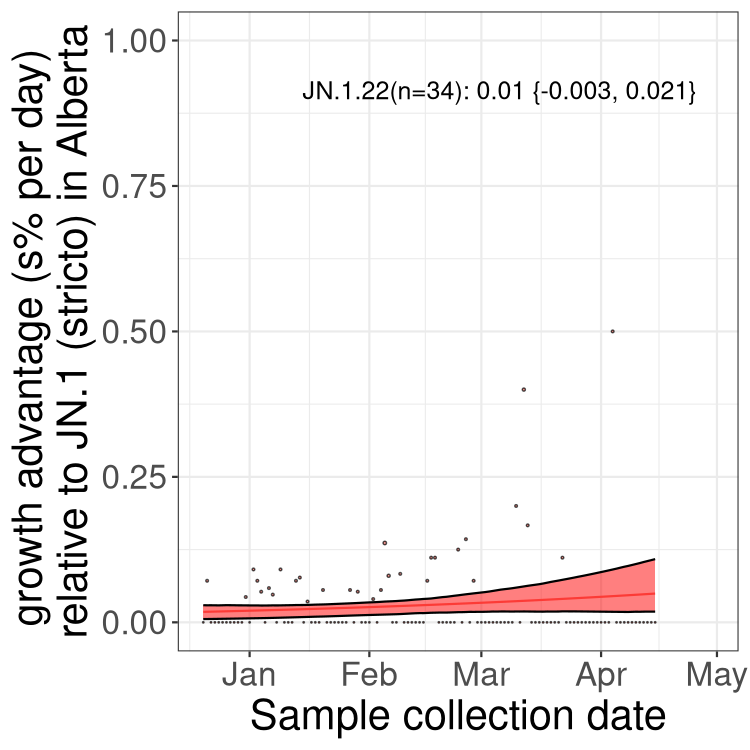 growth advantage (s% per day)
relative to JN.1 (stricto) in Alberta
1.00
0.75
0.50
0.25
0.00
JN.1.22(n=34): 0.01 {-0.003, 0.021}
Jan Feb Mar Apr May
Sample collection date